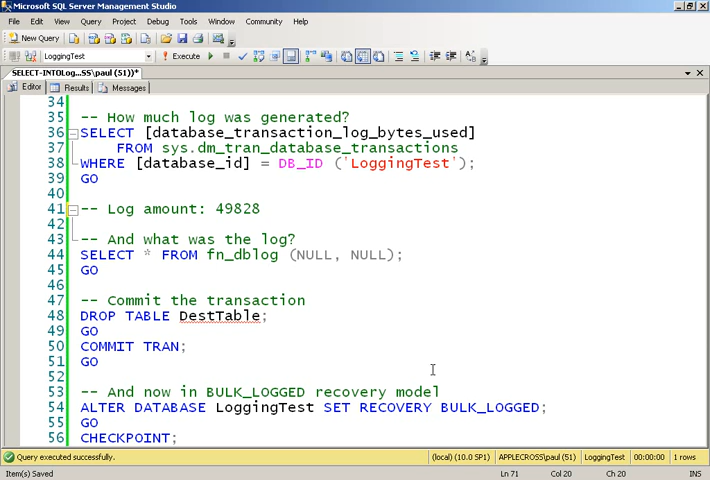 Microsoft SQL Server Management Studio
File Edit View Query Project Debug Tools Window Community Help
New Query
LoggingTest Execute
SELECT-INTOLog...SS\paul (51))*
Editor Results Messages
34
35 -- How much log was generated?
36 SELECT [database_transaction_log_bytes_used]
37 FROM sys.dm_tran_database_transactions
38 WHERE [database_id] = DB_ID ('LoggingTest');
39 GO
40
41 -- Log amount: 49828
42
43 -- And what was the log?
44 SELECT * FROM fn_dblog (NULL, NULL);
45 GO
46
47 -- Commit the transaction
48 DROP TABLE DestTable;
49 GO
50 COMMIT TRAN;
51 GO
52
53 -- And now in BULK_LOGGED recovery model
54 ALTER DATABASE LoggingTest SET RECOVERY BULK_LOGGED;
55 GO
56 CHECKPOINT;
Query executed successfully. (local) (10.0 SP1) APPLECROSS\paul (51) LoggingTest 00:00:00 1 rows
Item(s) Saved Ln 71 Col 20 Ch 20 INS